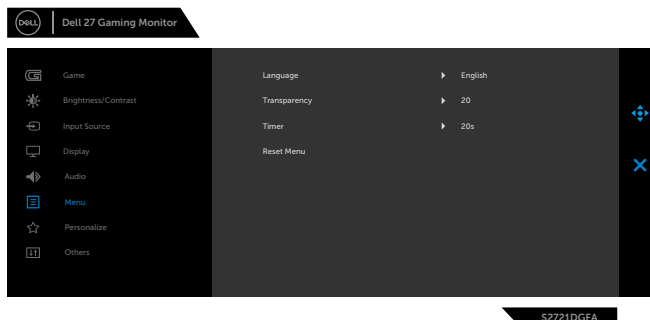 DELL
Dell 27 Gaming Monitor
Game
Brightness/Contrast
Input Source
Display
Audio
Menu
Personalize
Others
Language English
Transparency 20
Timer 20s
Reset Menu
S2721DGFA